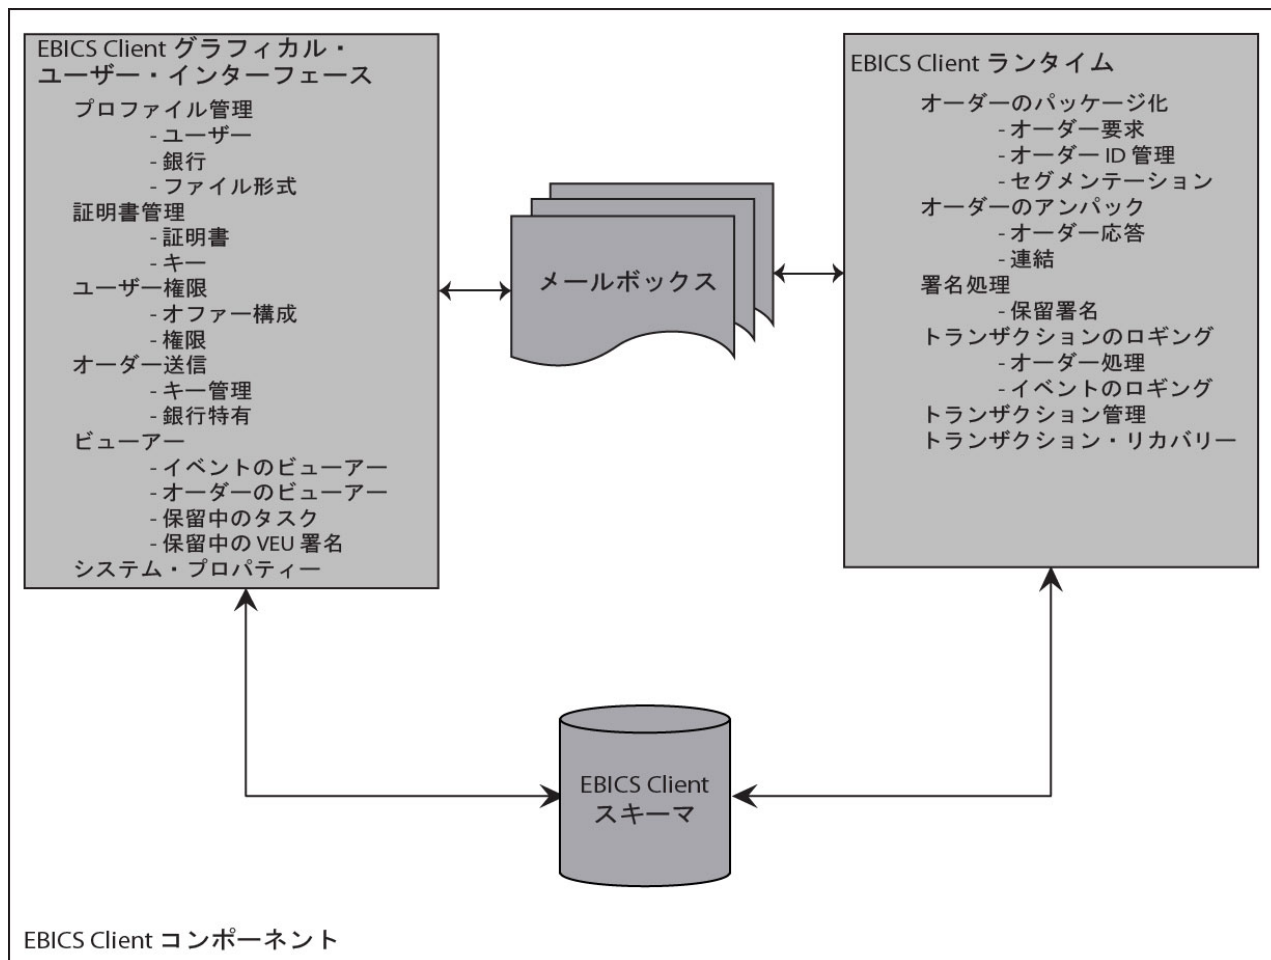 EBICS Client グラフィカル・
ユーザー・インターフェース
プロファイル管理
- ユーザー
- 銀行
- ファイル形式
証明書管理
- 証明書
- キー
ユーザー権限
- オファー構成
- 権限
オーダー送信
- キー管理
- 銀行特有
ビューアー
- イベントのビューアー
- オーダーのビューアー
- 保留中のタスク
- 保留中の VEU 署名
システム・プロパティー
メールボックス
EBICS Client ランタイム
オーダーのパッケージ化
- オーダー要求
- オーダー ID 管理
- セグメンテーション
オーダーのアンパック
- オーダー応答
- 連結
署名処理
- 保留署名
トランザクションのロギング
- オーダー処理
- イベントのロギング
トランザクション管理
トランザクション・リカバリー
EBICS Client
スキーマ
EBICS Client コンポーネント